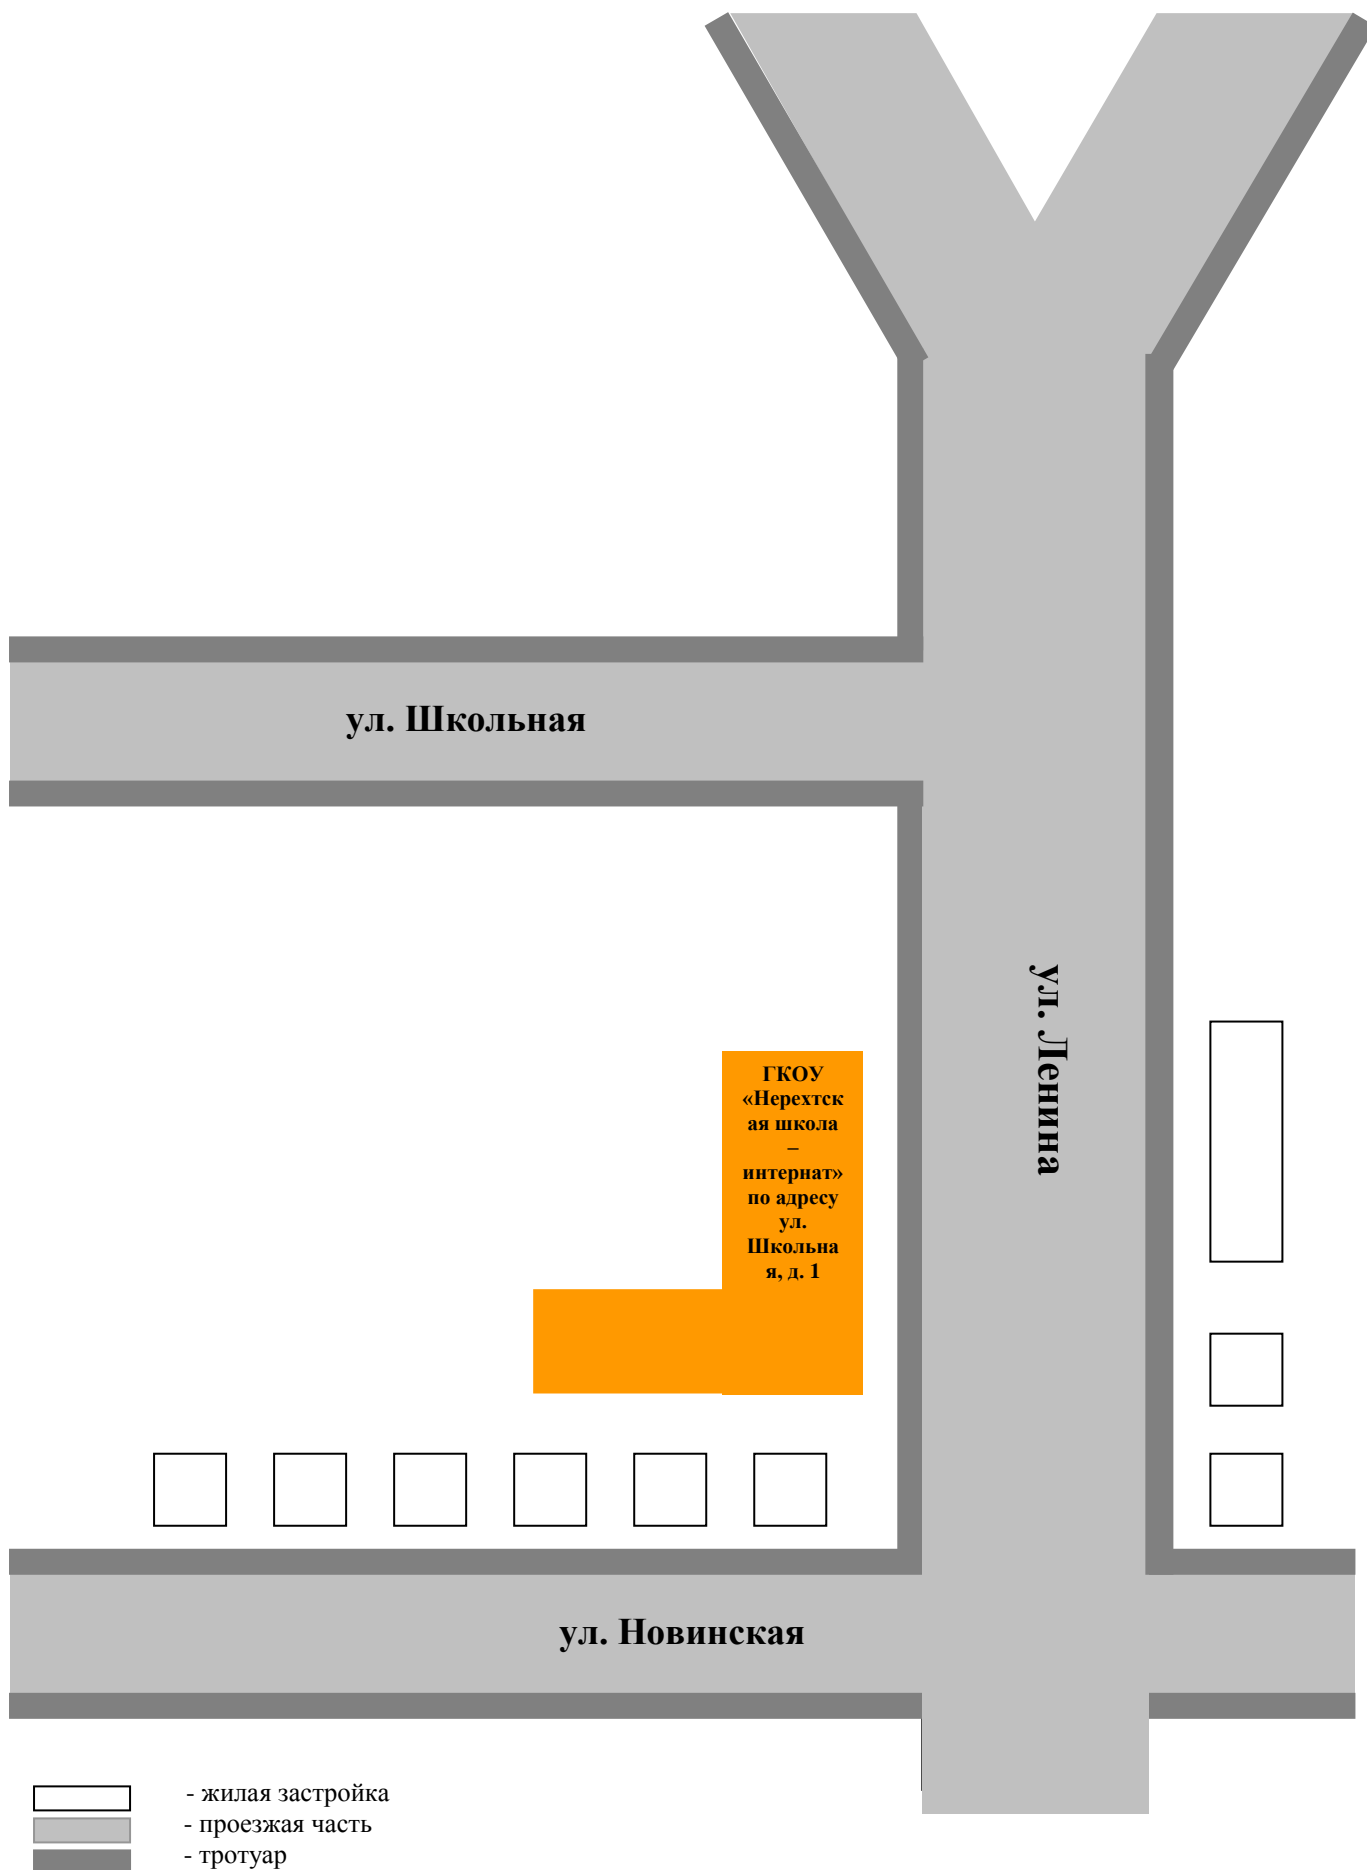 ул. Школьная
ул. Ленина
ГКОУ
«Нерехтск
ая школа
–
интернат»
по адресу
ул.
Школьна
я, д. 1
ул. Новинская
- жилая застройка
- проезжая часть
- тротуар